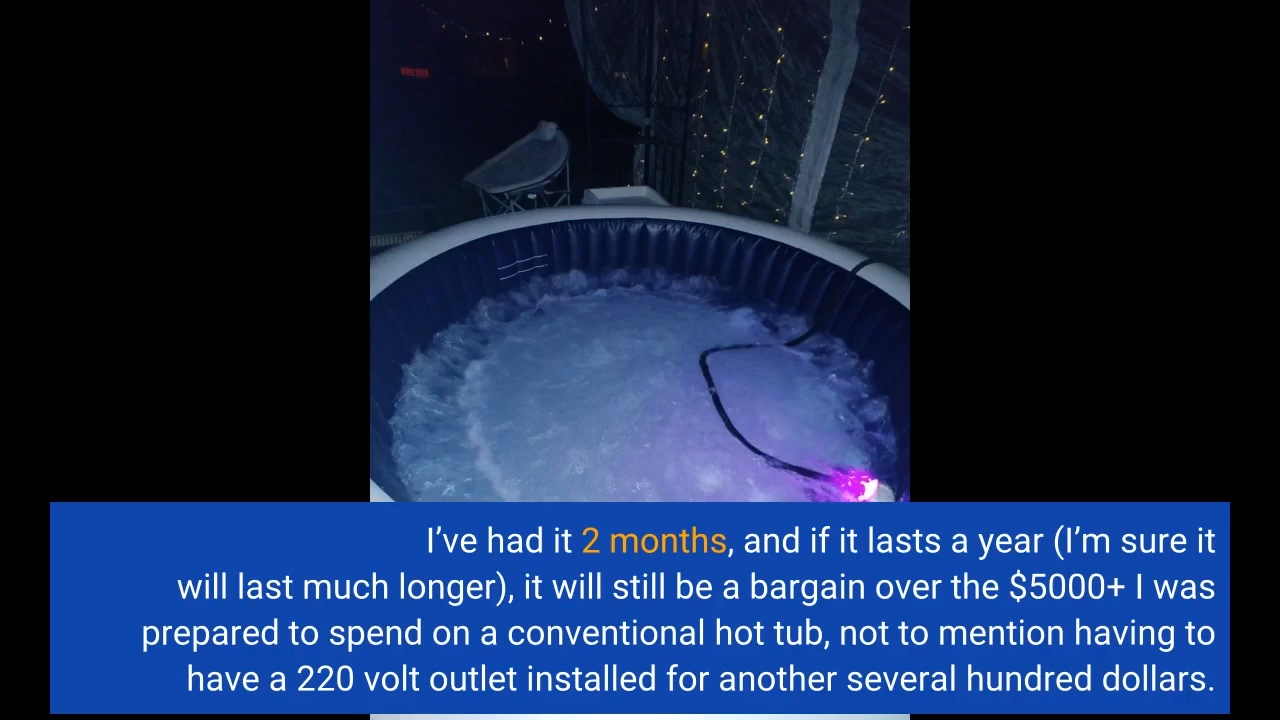 I’ve had it 2 months, and if it lasts a year (I’m sure it
will last much longer), it will still be a bargain over the $5000+ I was
prepared to spend on a conventional hot tub, not to mention having to
have a 220 volt outlet installed for another several hundred dollars.